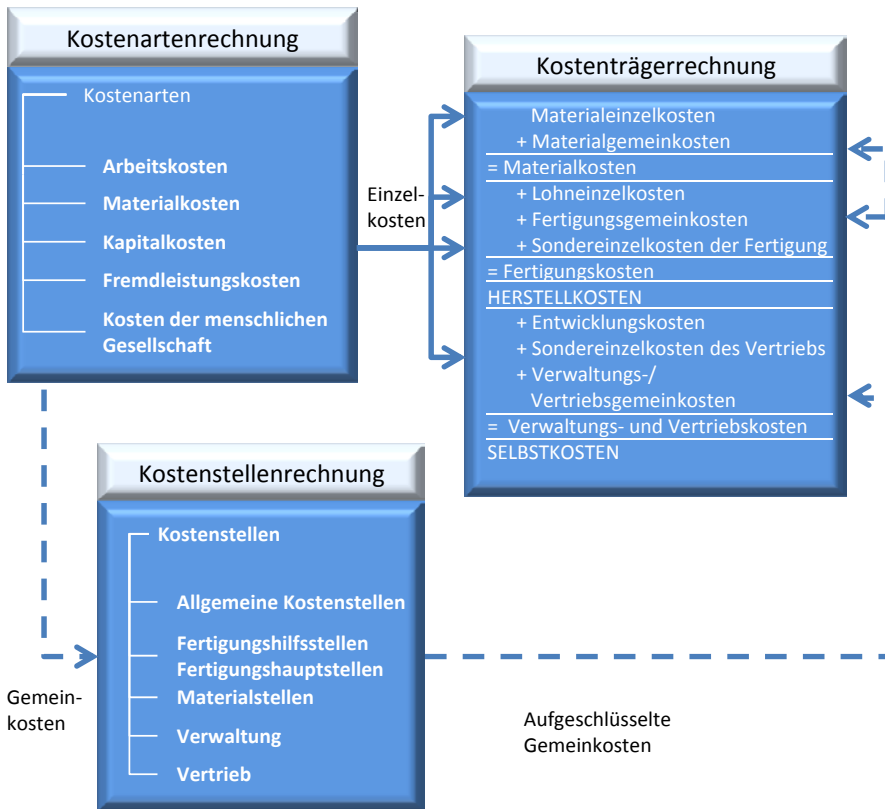 Kostenartenrechnung
Kostenarten
Arbeitskosten
Materialkosten
Kapitalkosten
Fremdleistungskosten
Kosten der menschlichen
Gesellschaft
Einzel-
kosten
Kostenträgerrechnung
Materialeinzelkosten
+ Materialgemeinkosten
= Materialkosten
+ Lohneinzelkosten
+ Fertigungsgemeinkosten
+ Sondereinzelkosten der Fertigung
= Fertigungskosten
HERSTELLKOSTEN
+ Entwicklungskosten
+ Sondereinzelkosten des Vertriebs
+ Verwaltungs-/
Vertriebsgemeinkosten
= Verwaltungs- und Vertriebskosten
SELBSTKOSTEN
Kostenstellenrechnung
Kostenstellen
Allgemeine Kostenstellen
Fertigungshilfsstellen
Fertigungshauptstellen
Materialstellen
Verwaltung
Vertrieb
Gemein-
kosten
Aufgeschlüsselte
Gemeinkosten